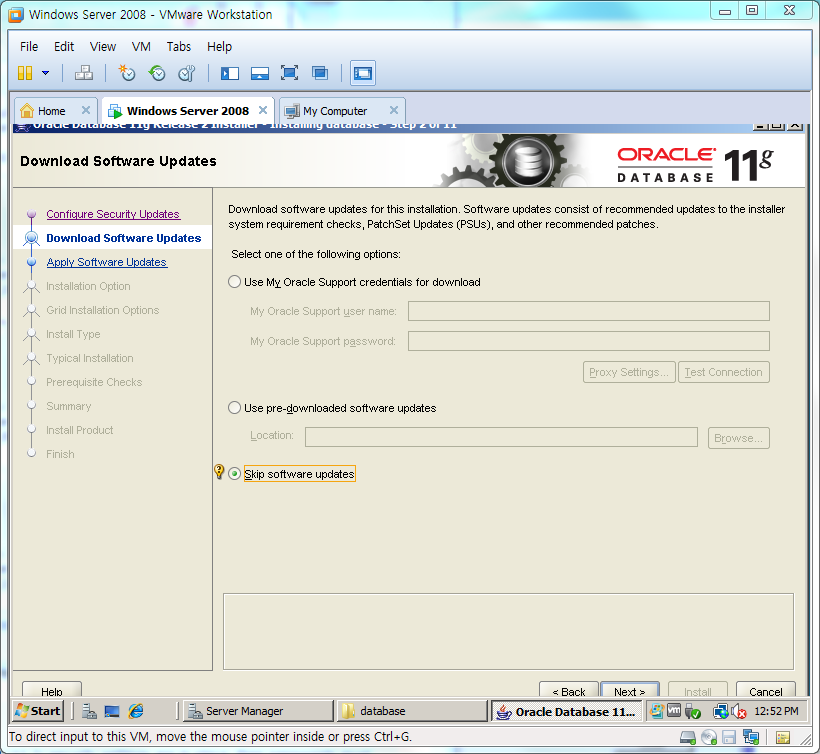 Windows Server 2008 - VMware Workstation
File Edit View VM Tabs Help
Home Windows Server 2008 My Computer
Oracle Database 11g Release 2 Installer - Installing database - Step 2 of 11
Download Software Updates
ORACLE
DATABASE 11g
Configure Security Updates
Download Software Updates
Apply Software Updates
Installation Option
Grid Installation Options
Install Type
Typical Installation
Prerequisite Checks
Summary
Install Product
Finish
Download software updates for this installation. Software updates consist of recommended updates to the installer
system requirement checks, PatchSet Updates (PSUs), and other recommended patches.
Select one of the following options:
Use My Oracle Support credentials for download
My Oracle Support user name:
My Oracle Support password:
Proxy Settings... Test Connection
Use pre-downloaded software updates
Location: Browse...
Skip software updates
Help < Back Next > Install Cancel
Start Server Manager database Oracle Database 11... 12:52 PM
To direct input to this VM, move the mouse pointer inside or press Ctrl+G.